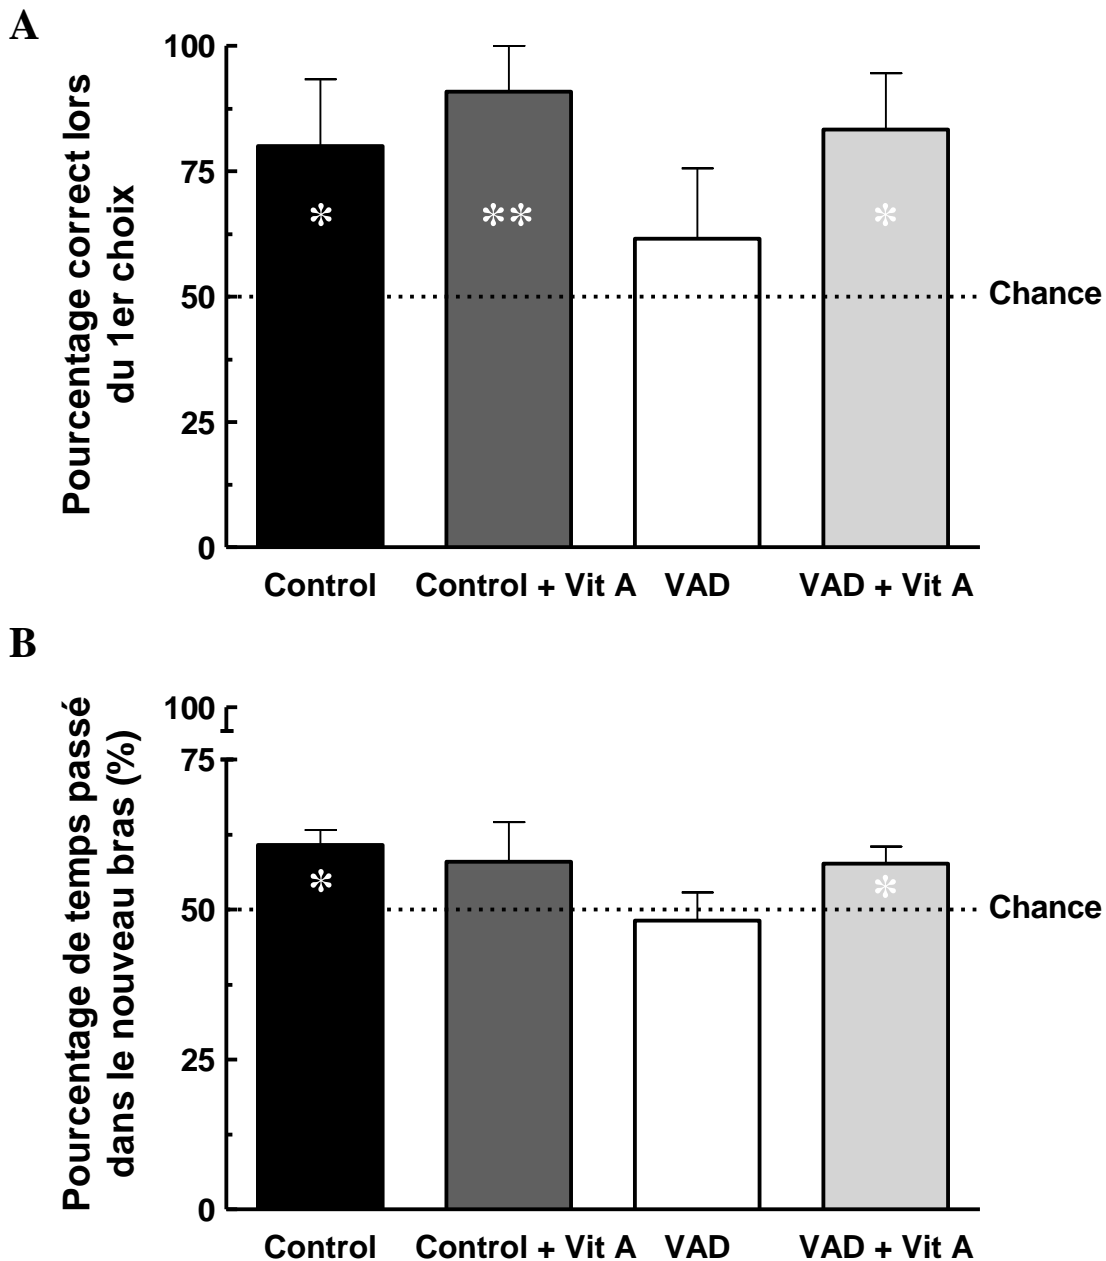 A
Pourcentage correct lors
du 1er choix
100
75
50
25
0
*
**
*
Chance
Control
Control + Vit A
VAD
VAD + Vit A
B
Pourcentage de temps passé
dans le nouveau bras (%)
100
75
50
25
0
*
*
Chance
Control
Control + Vit A
VAD
VAD + Vit A